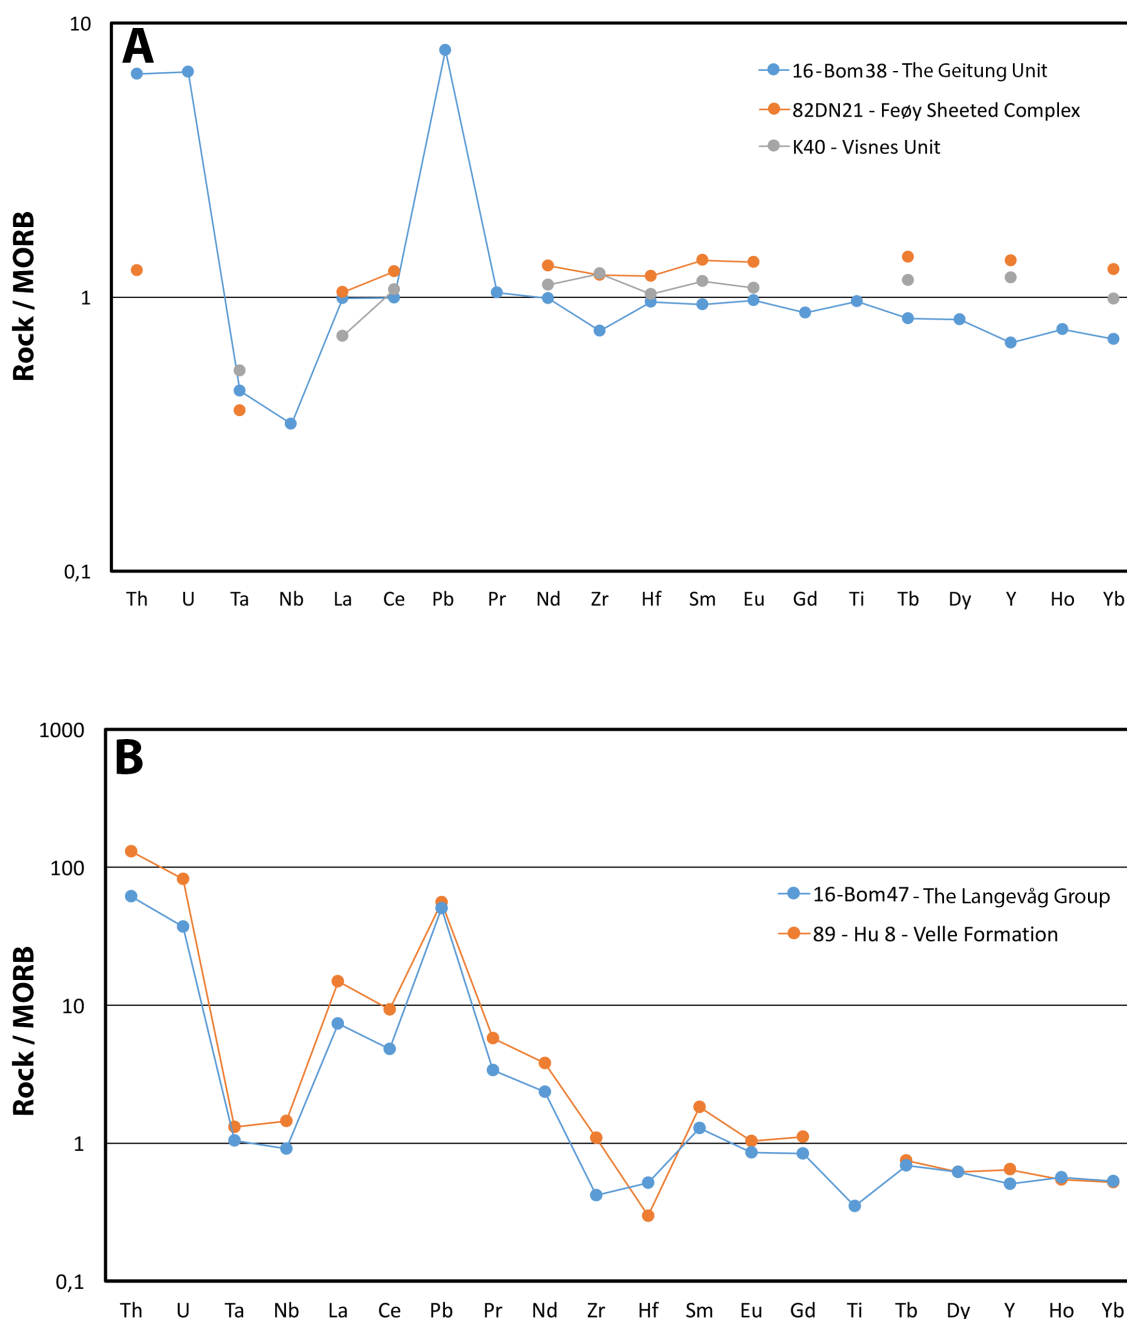 10
A
16-Bom38 - The Geitung Unit
82DN21 - Feøy Sheeted Complex
K40 - Visnes Unit
Rock / MORB
1
0,1
Th U Ta Nb La Ce Pb Pr Nd Zr Hf Sm Eu Gd Ti Tb Dy Y Ho Yb
1000
B
100
16-Bom47 - The Langevåg Group
89 - Hu 8 - Velle Formation
Rock / MORB
10
1
0,1
Th U Ta Nb La Ce Pb Pr Nd Zr Hf Sm Eu Gd Ti Tb Dy Y Ho Yb